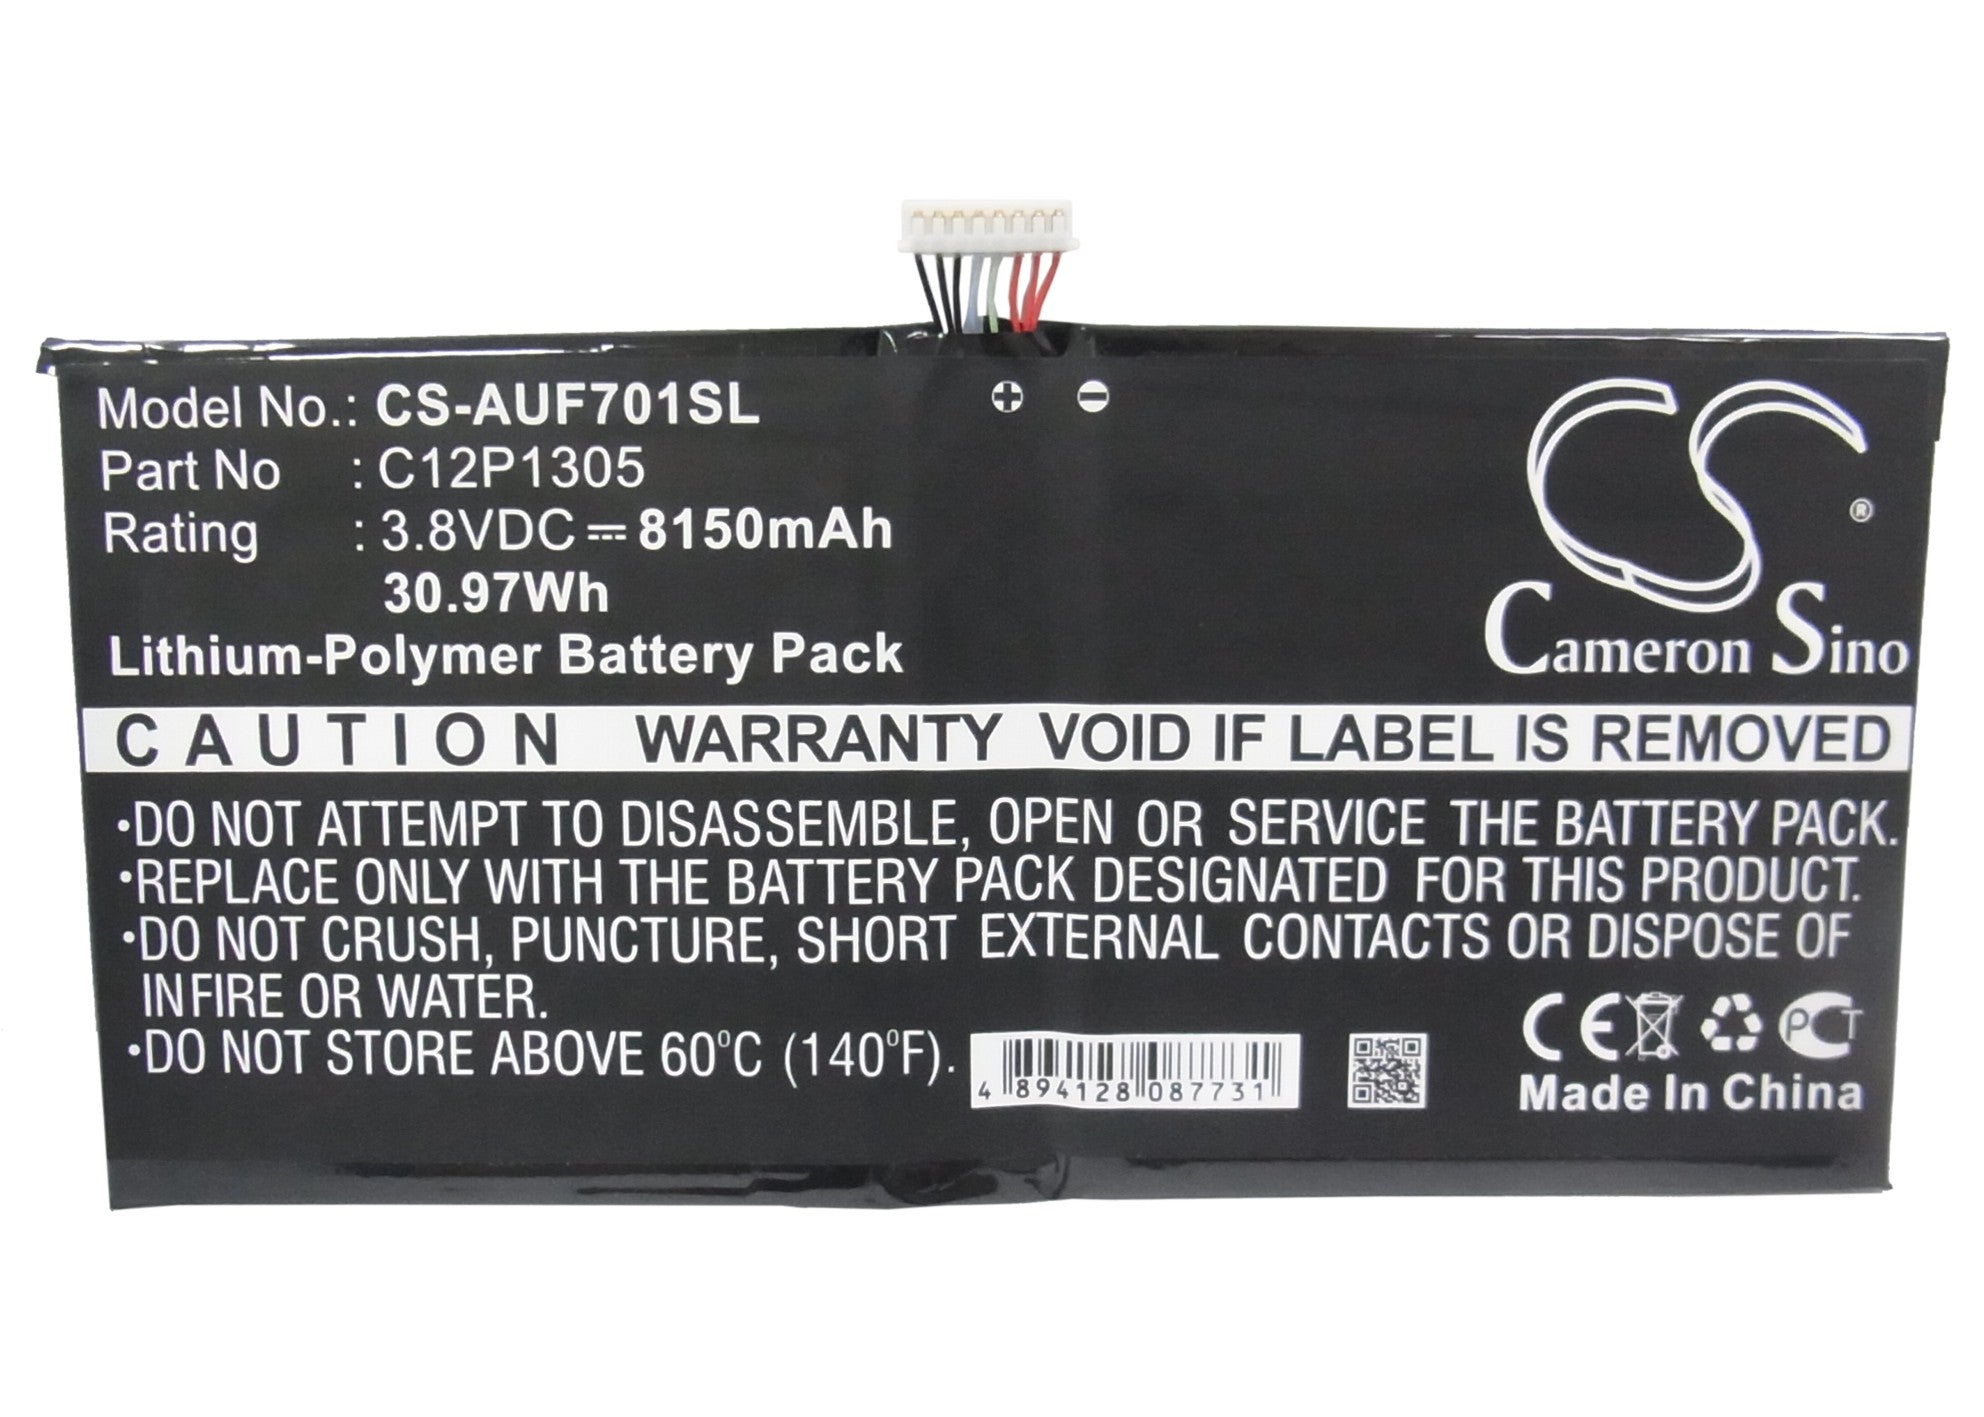 Model No.: CS-AUF701SL
Part No : C12P1305
Rating : 3.8VDC ⎓ 8150mAh
30.97Wh
Lithium-Polymer Battery Pack
CS ®
Cameron Sino
CAUTION WARRANTY VOID IF LABEL IS REMOVED
•DO NOT ATTEMPT TO DISASSEMBLE, OPEN OR SERVICE THE BATTERY PACK.
•REPLACE ONLY WITH THE BATTERY PACK DESIGNATED FOR THIS PRODUCT.
•DO NOT CRUSH, PUNCTURE, SHORT EXTERNAL CONTACTS OR DISPOSE OF
INFIRE OR WATER.
•DO NOT STORE ABOVE 60°C (140°F).
4 894128 087731
CE PCT
Made In China